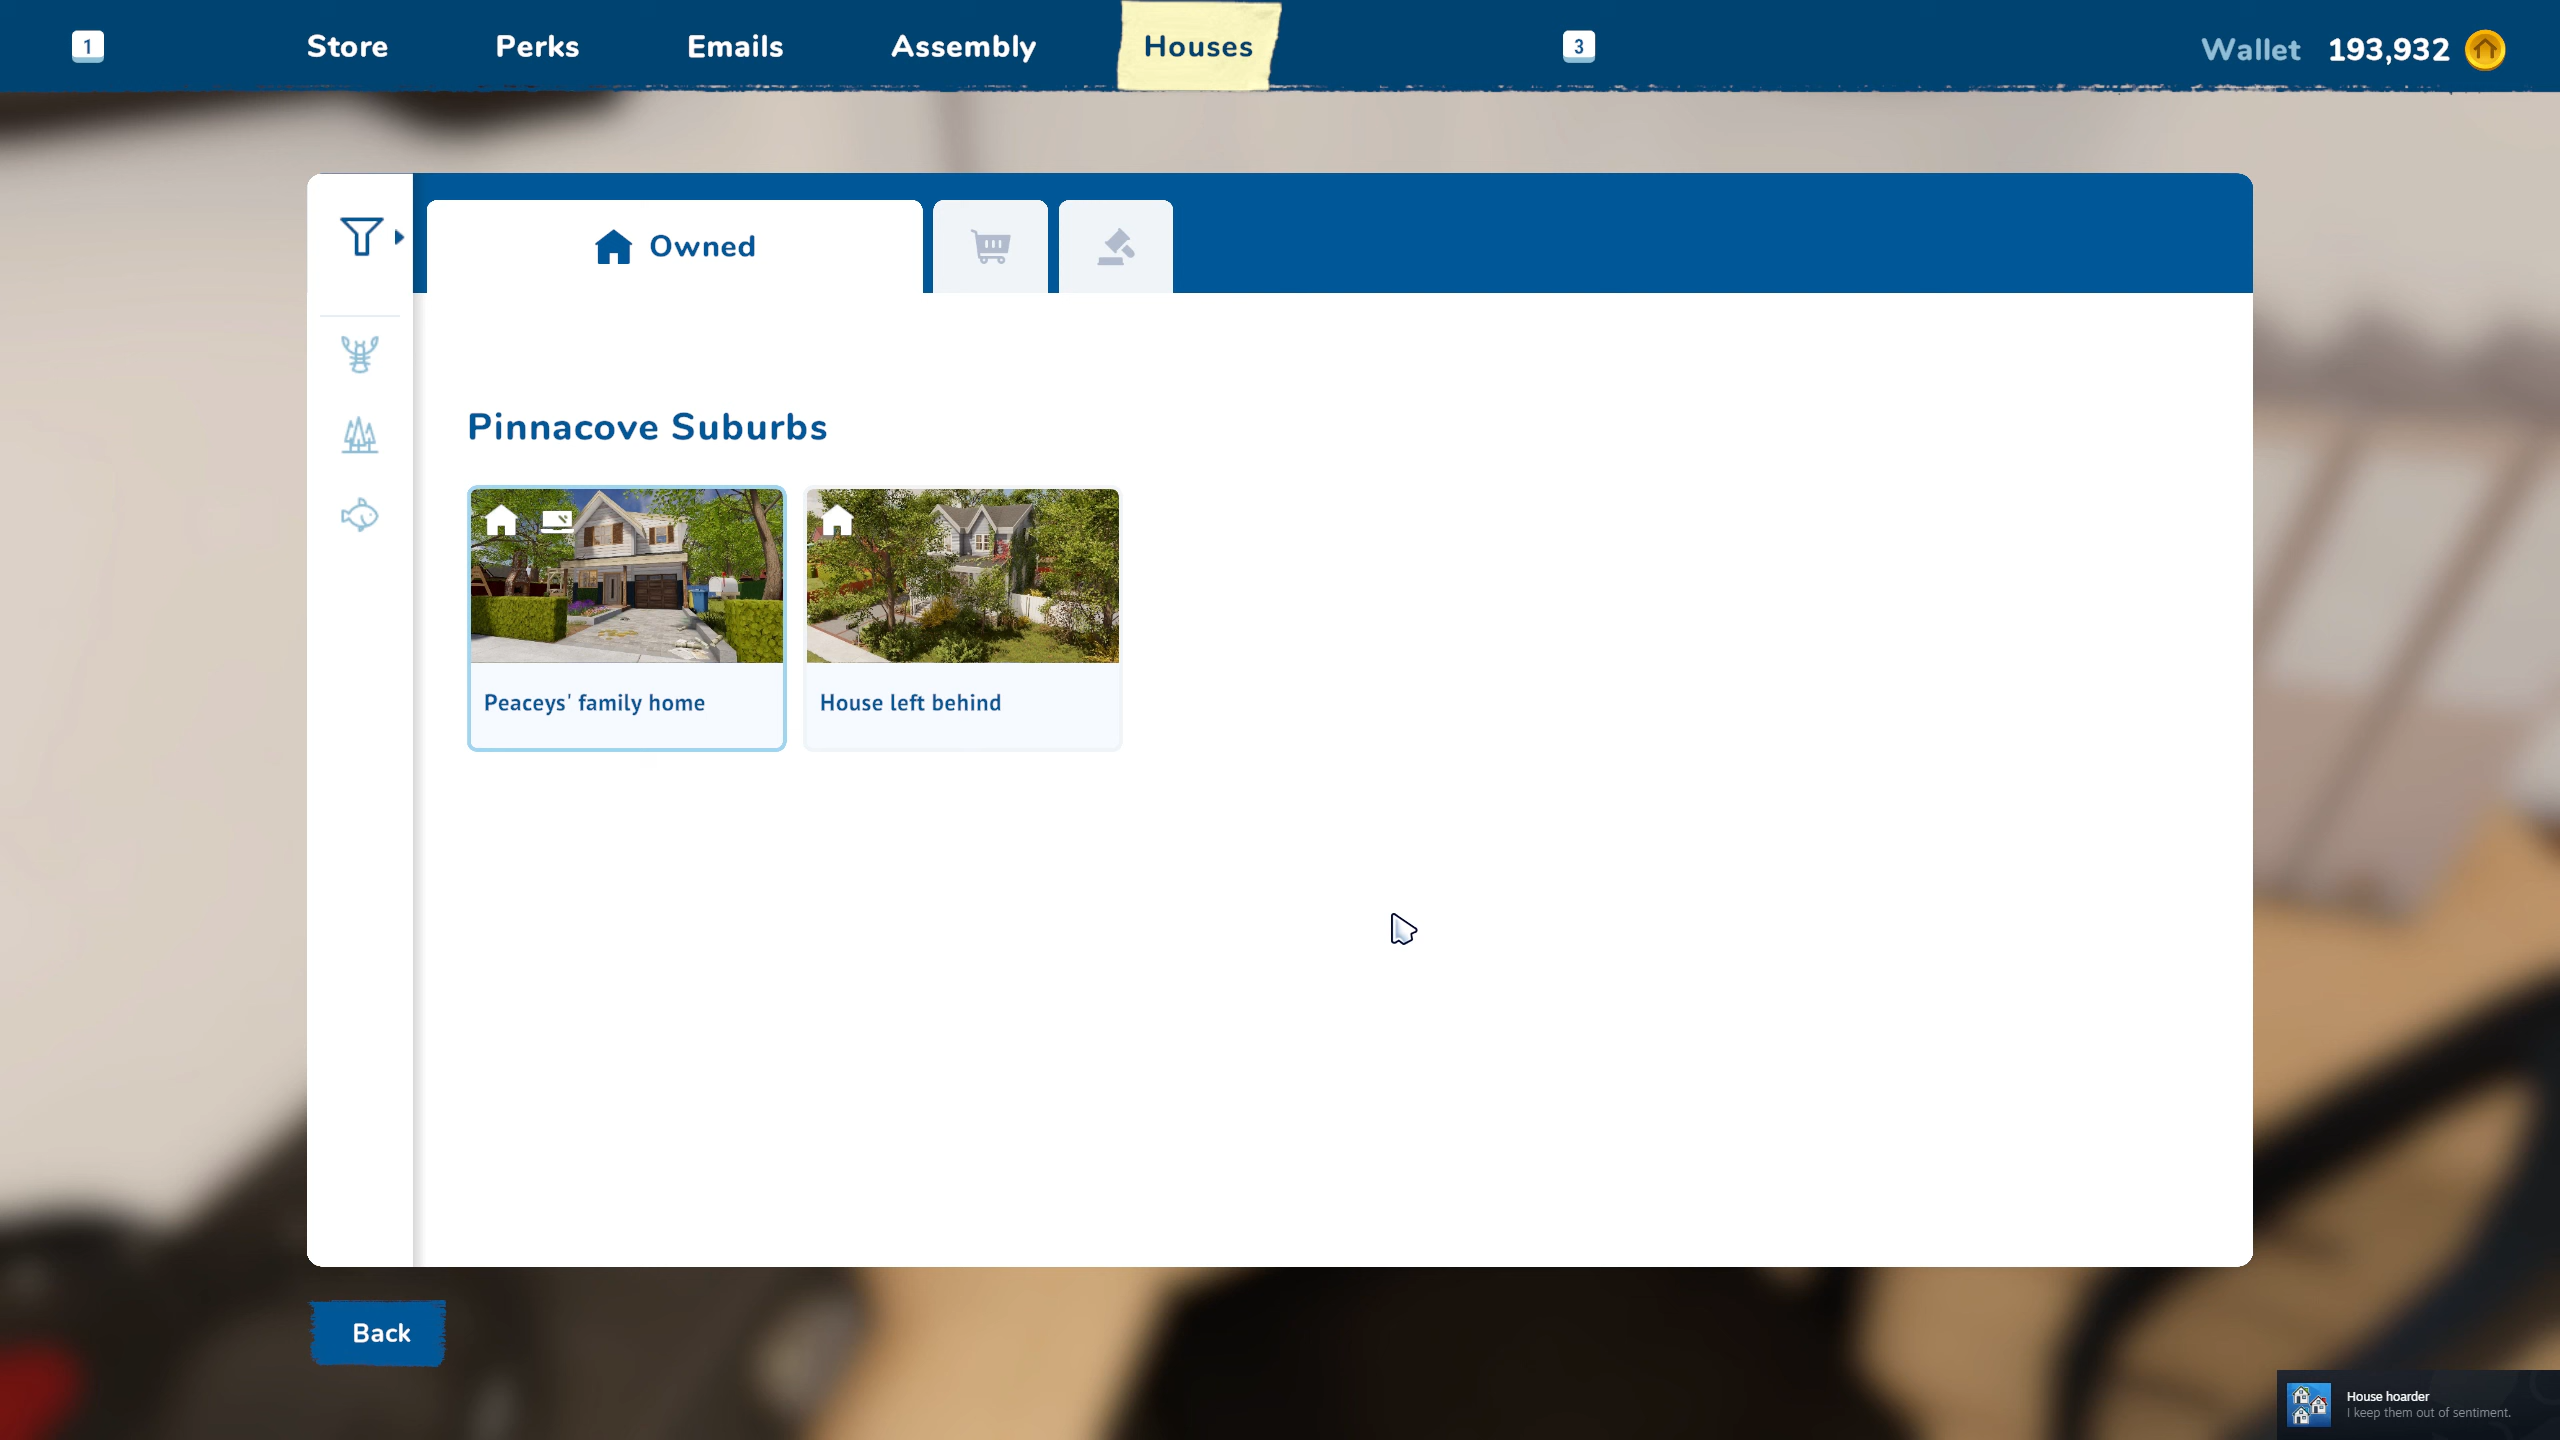 1
Store
Perks
Emails
Assembly
Houses
3
Wallet 193,932
Owned
Pinnacove Suburbs
Peaceys' family home
House left behind
Back
House hoarder
I keep them out of sentiment.